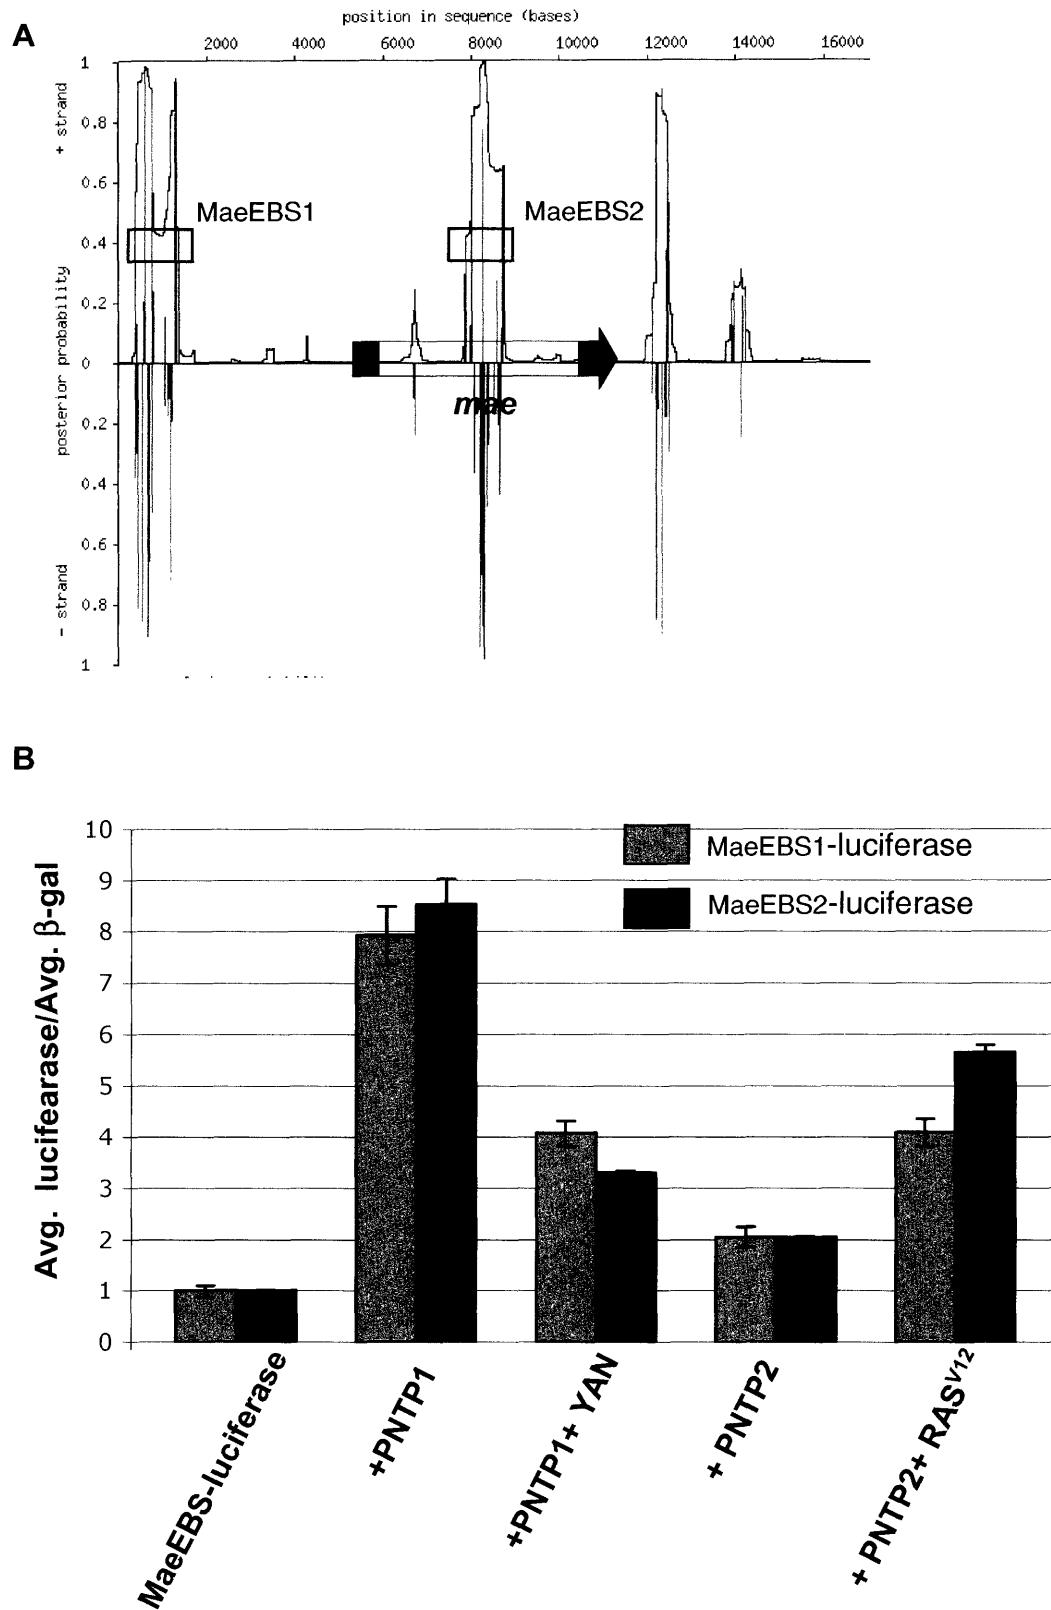 A
position in sequence (bases)
2000 4000 6000 8000 10000 12000 14000 16000
+ strand
posterior probability
- strand
1
0.8
0.6
0.4
0.2
0
0.2
0.4
0.6
0.8
1
MaeEBS1
MaeEBS2
mae
B
Avg. lucifearase/Avg. β-gal
10
9
8
7
6
5
4
3
2
1
0
MaeEBS1-luciferase
MaeEBS2-luciferase
MaeEBS-luciferase
+PNTP1
+PNTP1+ YAN
+ PNTP2
+ PNTP2+ RAS^V12